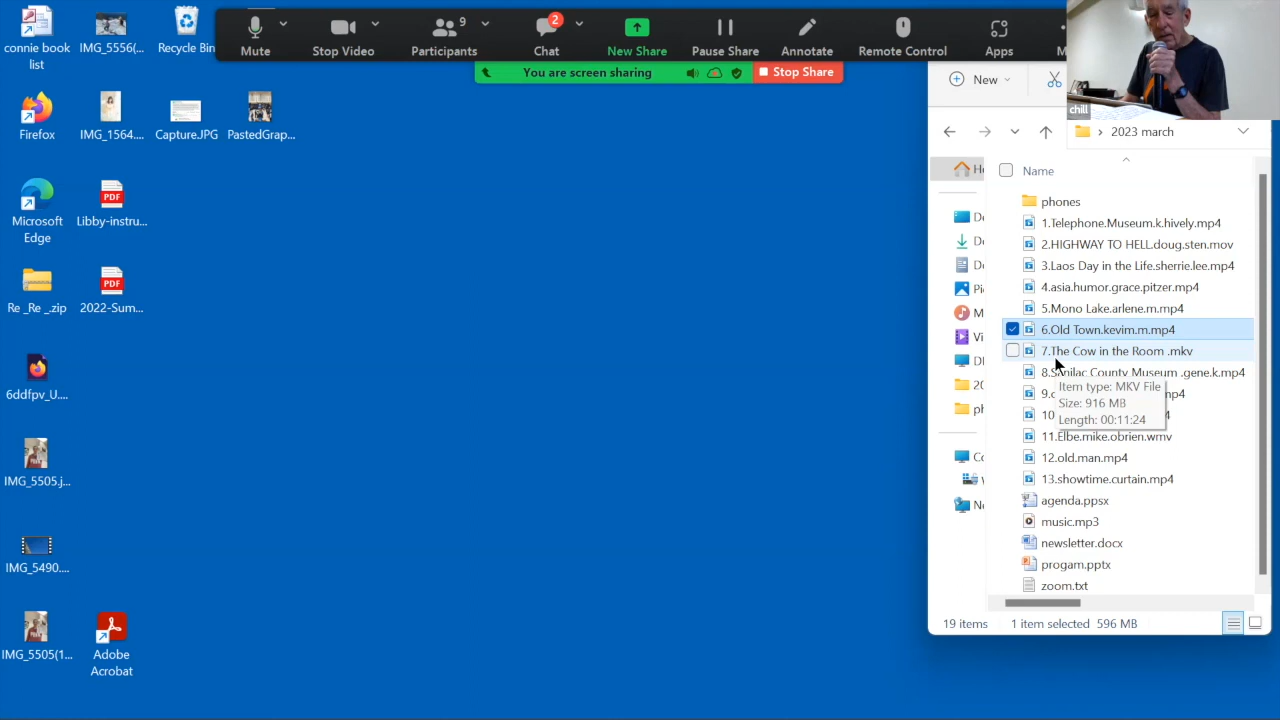 connie book
list
IMG_5556(...
Recycle Bin
Firefox
IMG_1564....
Capture.JPG
PastedGrap...
Microsoft
Edge
Libby-instru...
Re _Re _.zip
2022-Sum...
6ddfpv_U....
IMG_5505.j...
IMG_5490....
IMG_5505(1...
Adobe
Acrobat
Mute
Stop Video
9
Participants
2
Chat
New Share
Pause Share
Annotate
Remote Control
Apps
You are screen sharing
Stop Share
chill
New
2023 march
Name
phones
1.Telephone.Museum.k.hively.mp4
2.HIGHWAY TO HELL.doug.sten.mov
3.Laos Day in the Life.sherrie.lee.mp4
4.asia.humor.grace.pitzer.mp4
5.Mono Lake.arlene.m.mp4
6.Old Town.kevim.m.mp4
7.The Cow in the Room .mkv
8.Similac County Museum .gene.k.mp4
Item type: MKV File
Size: 916 MB
Length: 00:11:24
11.Elbe.mike.obrien.wmv
12.old.man.mp4
13.showtime.curtain.mp4
agenda.ppsx
music.mp3
newsletter.docx
progam.pptx
zoom.txt
19 items
1 item selected 596 MB